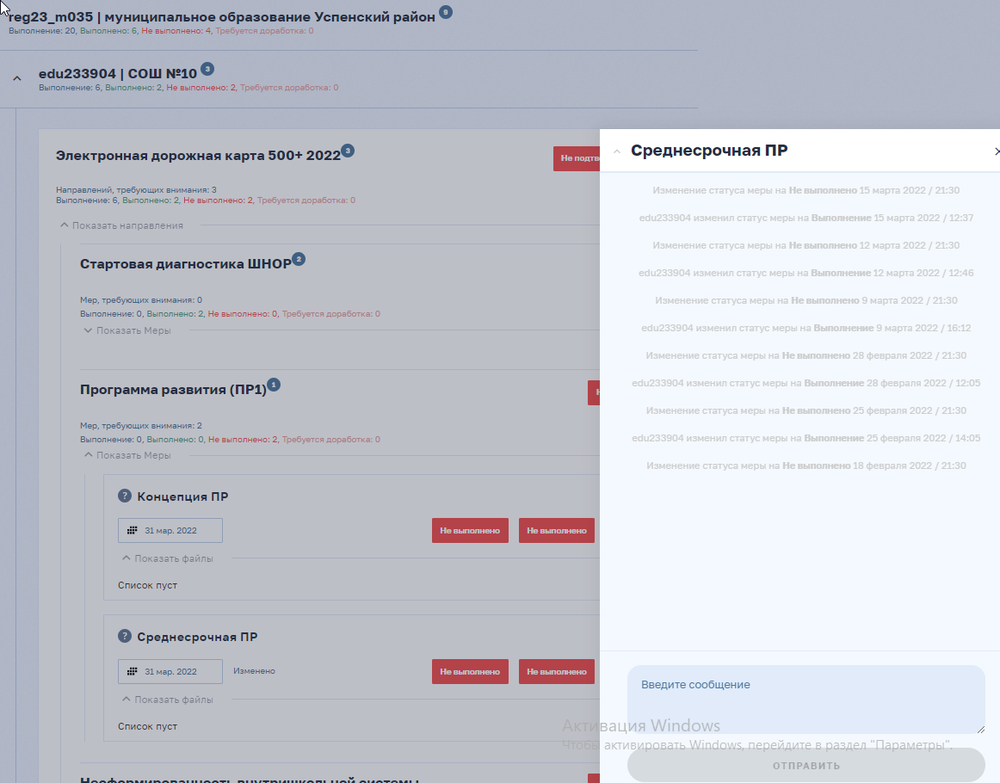 reg23_m035 | муниципальное образование Успенский район 9
Выполнение: 20, Выполнено: 6, Не выполнено: 4, Требуется доработка: 0
edu233904 | СОШ №10 3
Выполнение: 6, Выполнено: 2, Не выполнено: 2, Требуется доработка: 0
Электронная дорожная карта 500+ 2022 3
Не подтве
Направлений, требующих внимания: 3
Выполнение: 6, Выполнено: 2, Не выполнено: 2, Требуется доработка: 0
Показать направления
Стартовая диагностика ШНОР 2
Мер, требующих внимания: 0
Выполнение: 0, Выполнено: 2, Не выполнено: 0, Требуется доработка: 0
Показать Меры
Программа развития (ПР1) 1
Н
Мер, требующих внимания: 2
Выполнение: 0, Выполнено: 0, Не выполнено: 2, Требуется доработка: 0
Показать Меры
? Концепция ПР
31 мар. 2022 Не выполнено Не выполнено
Показать файлы
Список пуст
? Среднесрочная ПР
31 мар. 2022 Изменено Не выполнено Не выполнено
Показать файлы
Список пуст
Несформированность внутришкольной системы
Среднесрочная ПР
Изменение статуса меры на Не выполнено 15 марта 2022 / 21:30
edu233904 изменил статус меры на Выполнение 15 марта 2022 / 12:37
Изменение статуса меры на Не выполнено 12 марта 2022 / 21:30
edu233904 изменил статус меры на Выполнение 12 марта 2022 / 12:46
Изменение статуса меры на Не выполнено 9 марта 2022 / 21:30
edu233904 изменил статус меры на Выполнение 9 марта 2022 / 16:12
Изменение статуса меры на Не выполнено 28 февраля 2022 / 21:30
edu233904 изменил статус меры на Выполнение 28 февраля 2022 / 12:05
Изменение статуса меры на Не выполнено 25 февраля 2022 / 21:30
edu233904 изменил статус меры на Выполнение 25 февраля 2022 / 14:05
Изменение статуса меры на Не выполнено 18 февраля 2022 / 21:30
Введите сообщение
Активация Windows
Чтобы активировать Windows, перейдите в раздел "Параметры".
ОТПРАВИТЬ